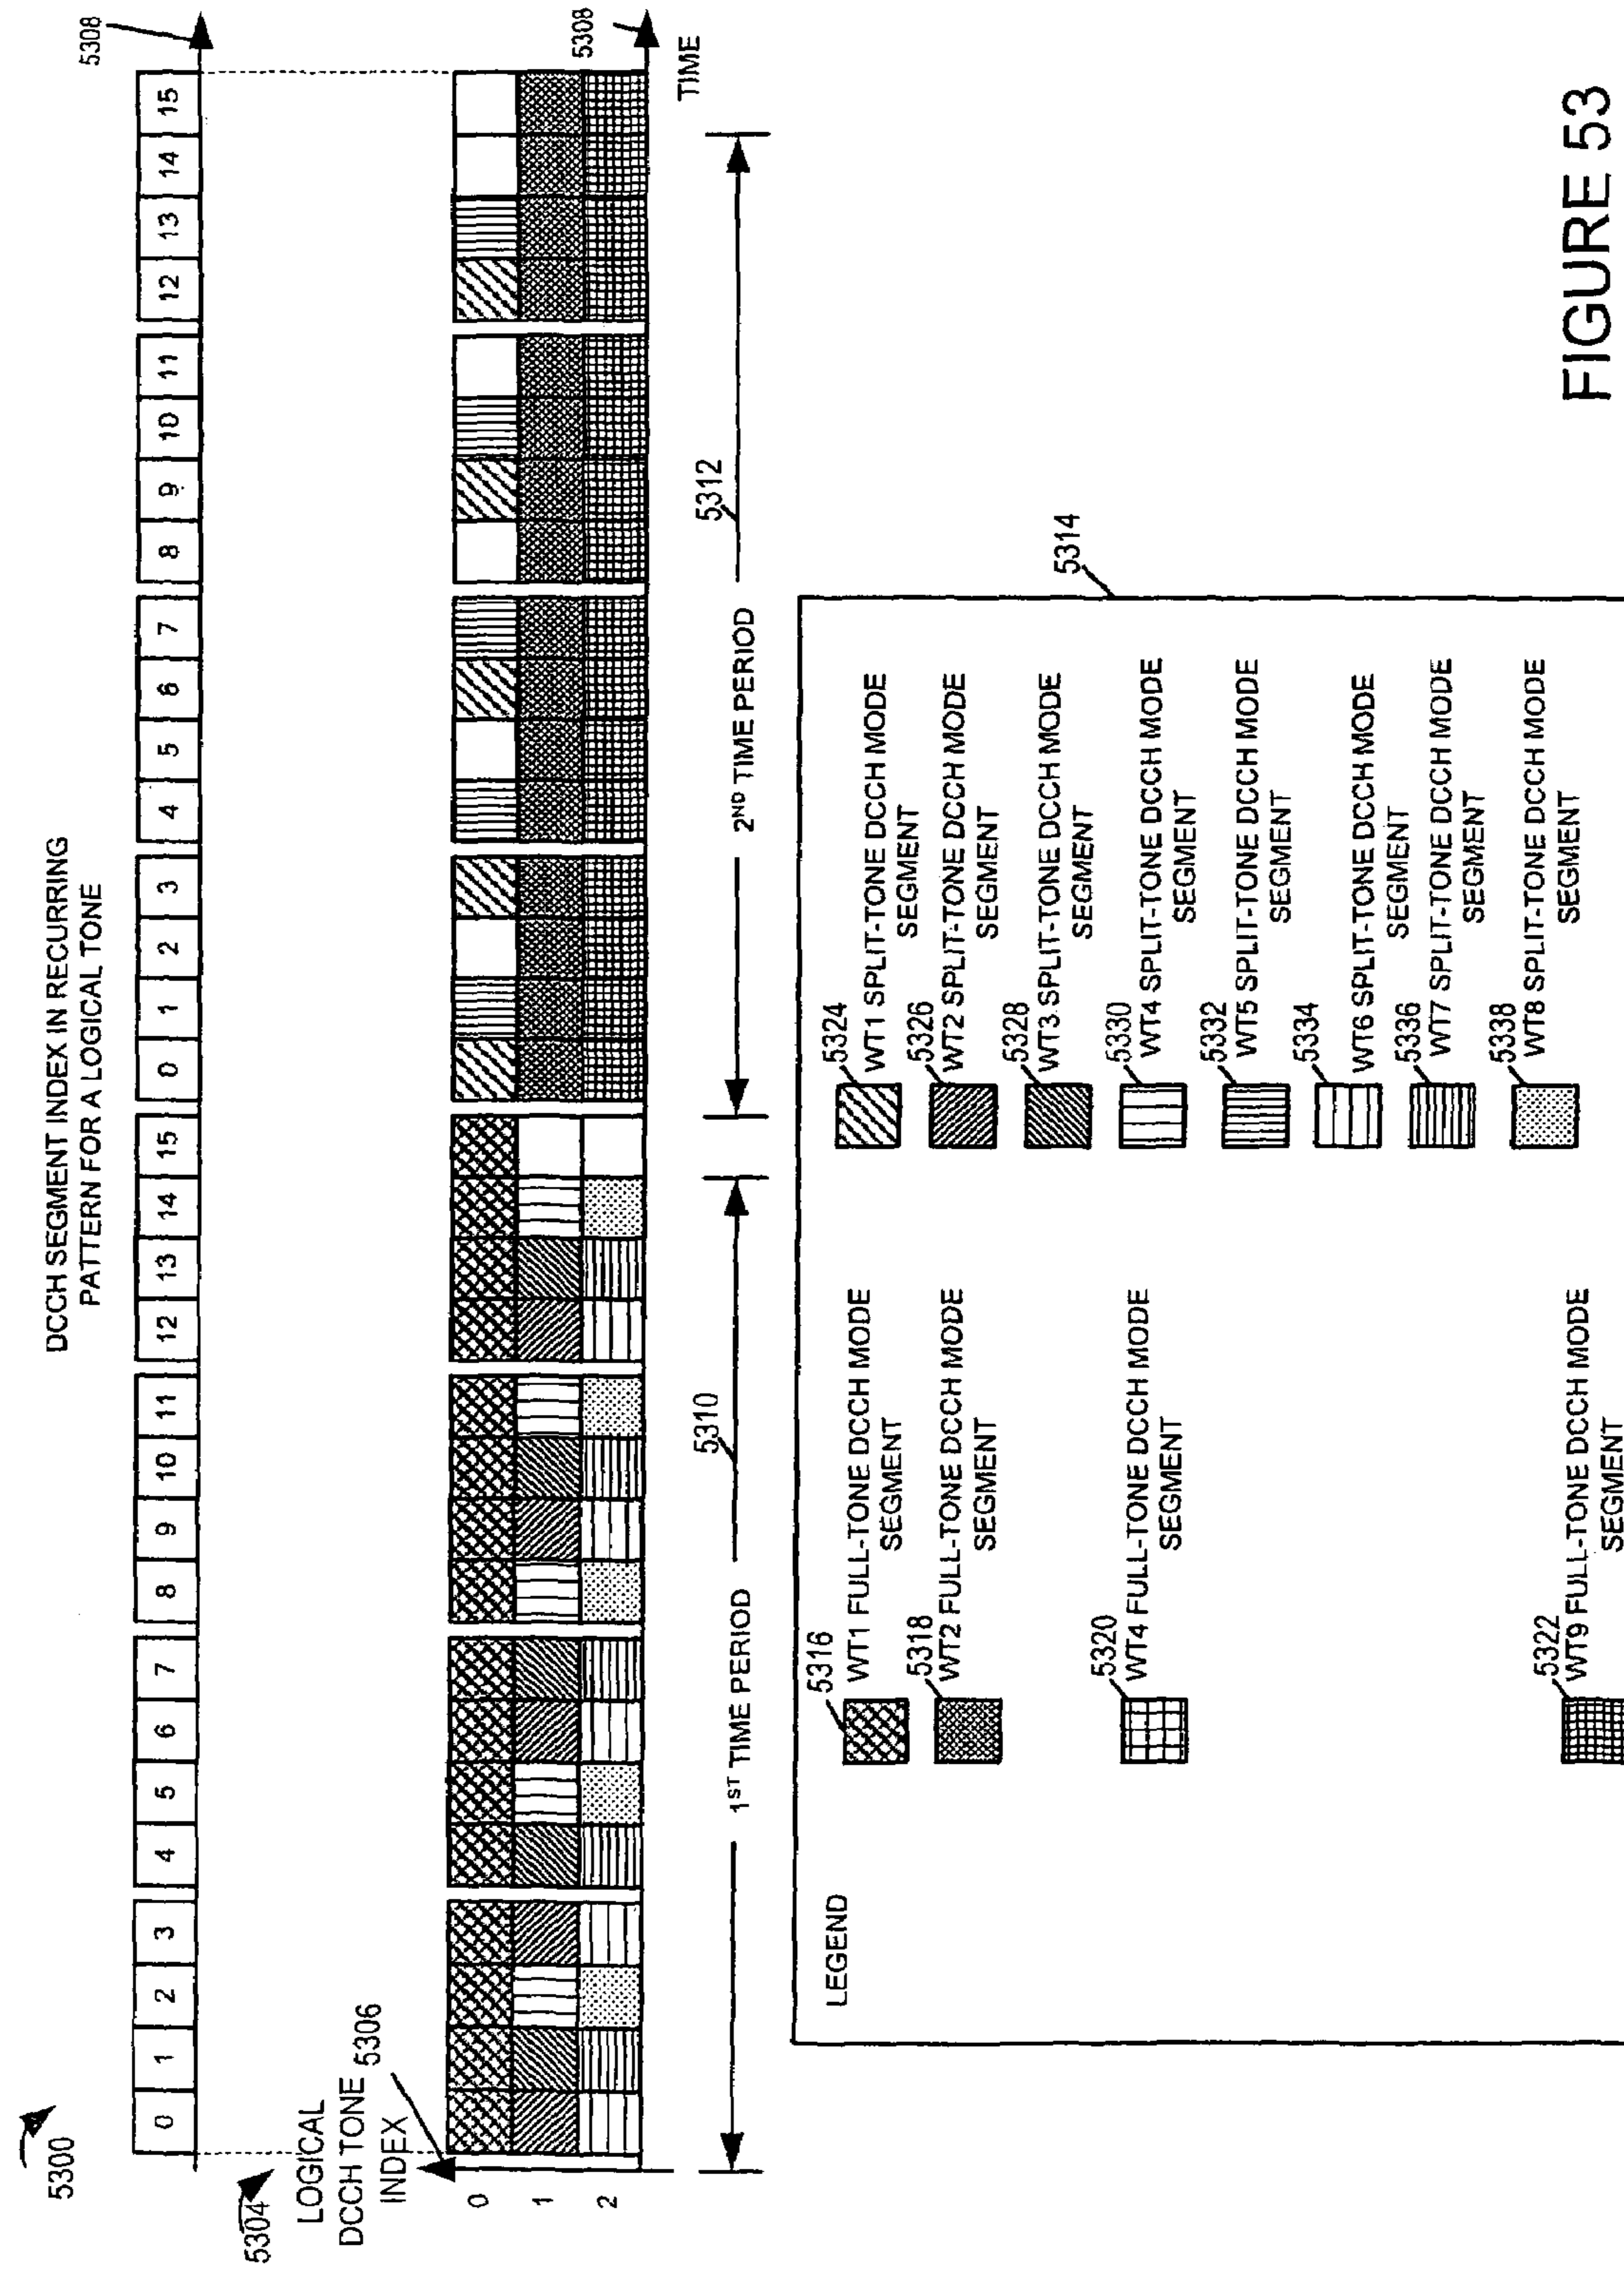 5300
DCCH SEGMENT INDEX IN RECURRING
PATTERN FOR A LOGICAL TONE
0 1 2 3 4 5 6 7 8 9 10 11 12 13 14 15 0 1 2 3 4 5 6 7 8 9 10 11 12 13 14 15
5308
5304
LOGICAL
DCCH TONE
INDEX
5306
0
1
2
5308
TIME
1ST TIME PERIOD
5310
2ND TIME PERIOD
5312
LEGEND
5314
5316
WT1 FULL-TONE DCCH MODE
SEGMENT
5318
WT2 FULL-TONE DCCH MODE
SEGMENT
5320
WT4 FULL-TONE DCCH MODE
SEGMENT
5322
WT9 FULL-TONE DCCH MODE
SEGMENT
5324
WT1 SPLIT-TONE DCCH MODE
SEGMENT
5326
WT2 SPLIT-TONE DCCH MODE
SEGMENT
5328
WT3 SPLIT-TONE DCCH MODE
SEGMENT
5330
WT4 SPLIT-TONE DCCH MODE
SEGMENT
5332
WT5 SPLIT-TONE DCCH MODE
SEGMENT
5334
WT6 SPLIT-TONE DCCH MODE
SEGMENT
5336
WT7 SPLIT-TONE DCCH MODE
SEGMENT
5338
WT8 SPLIT-TONE DCCH MODE
SEGMENT
FIGURE 53